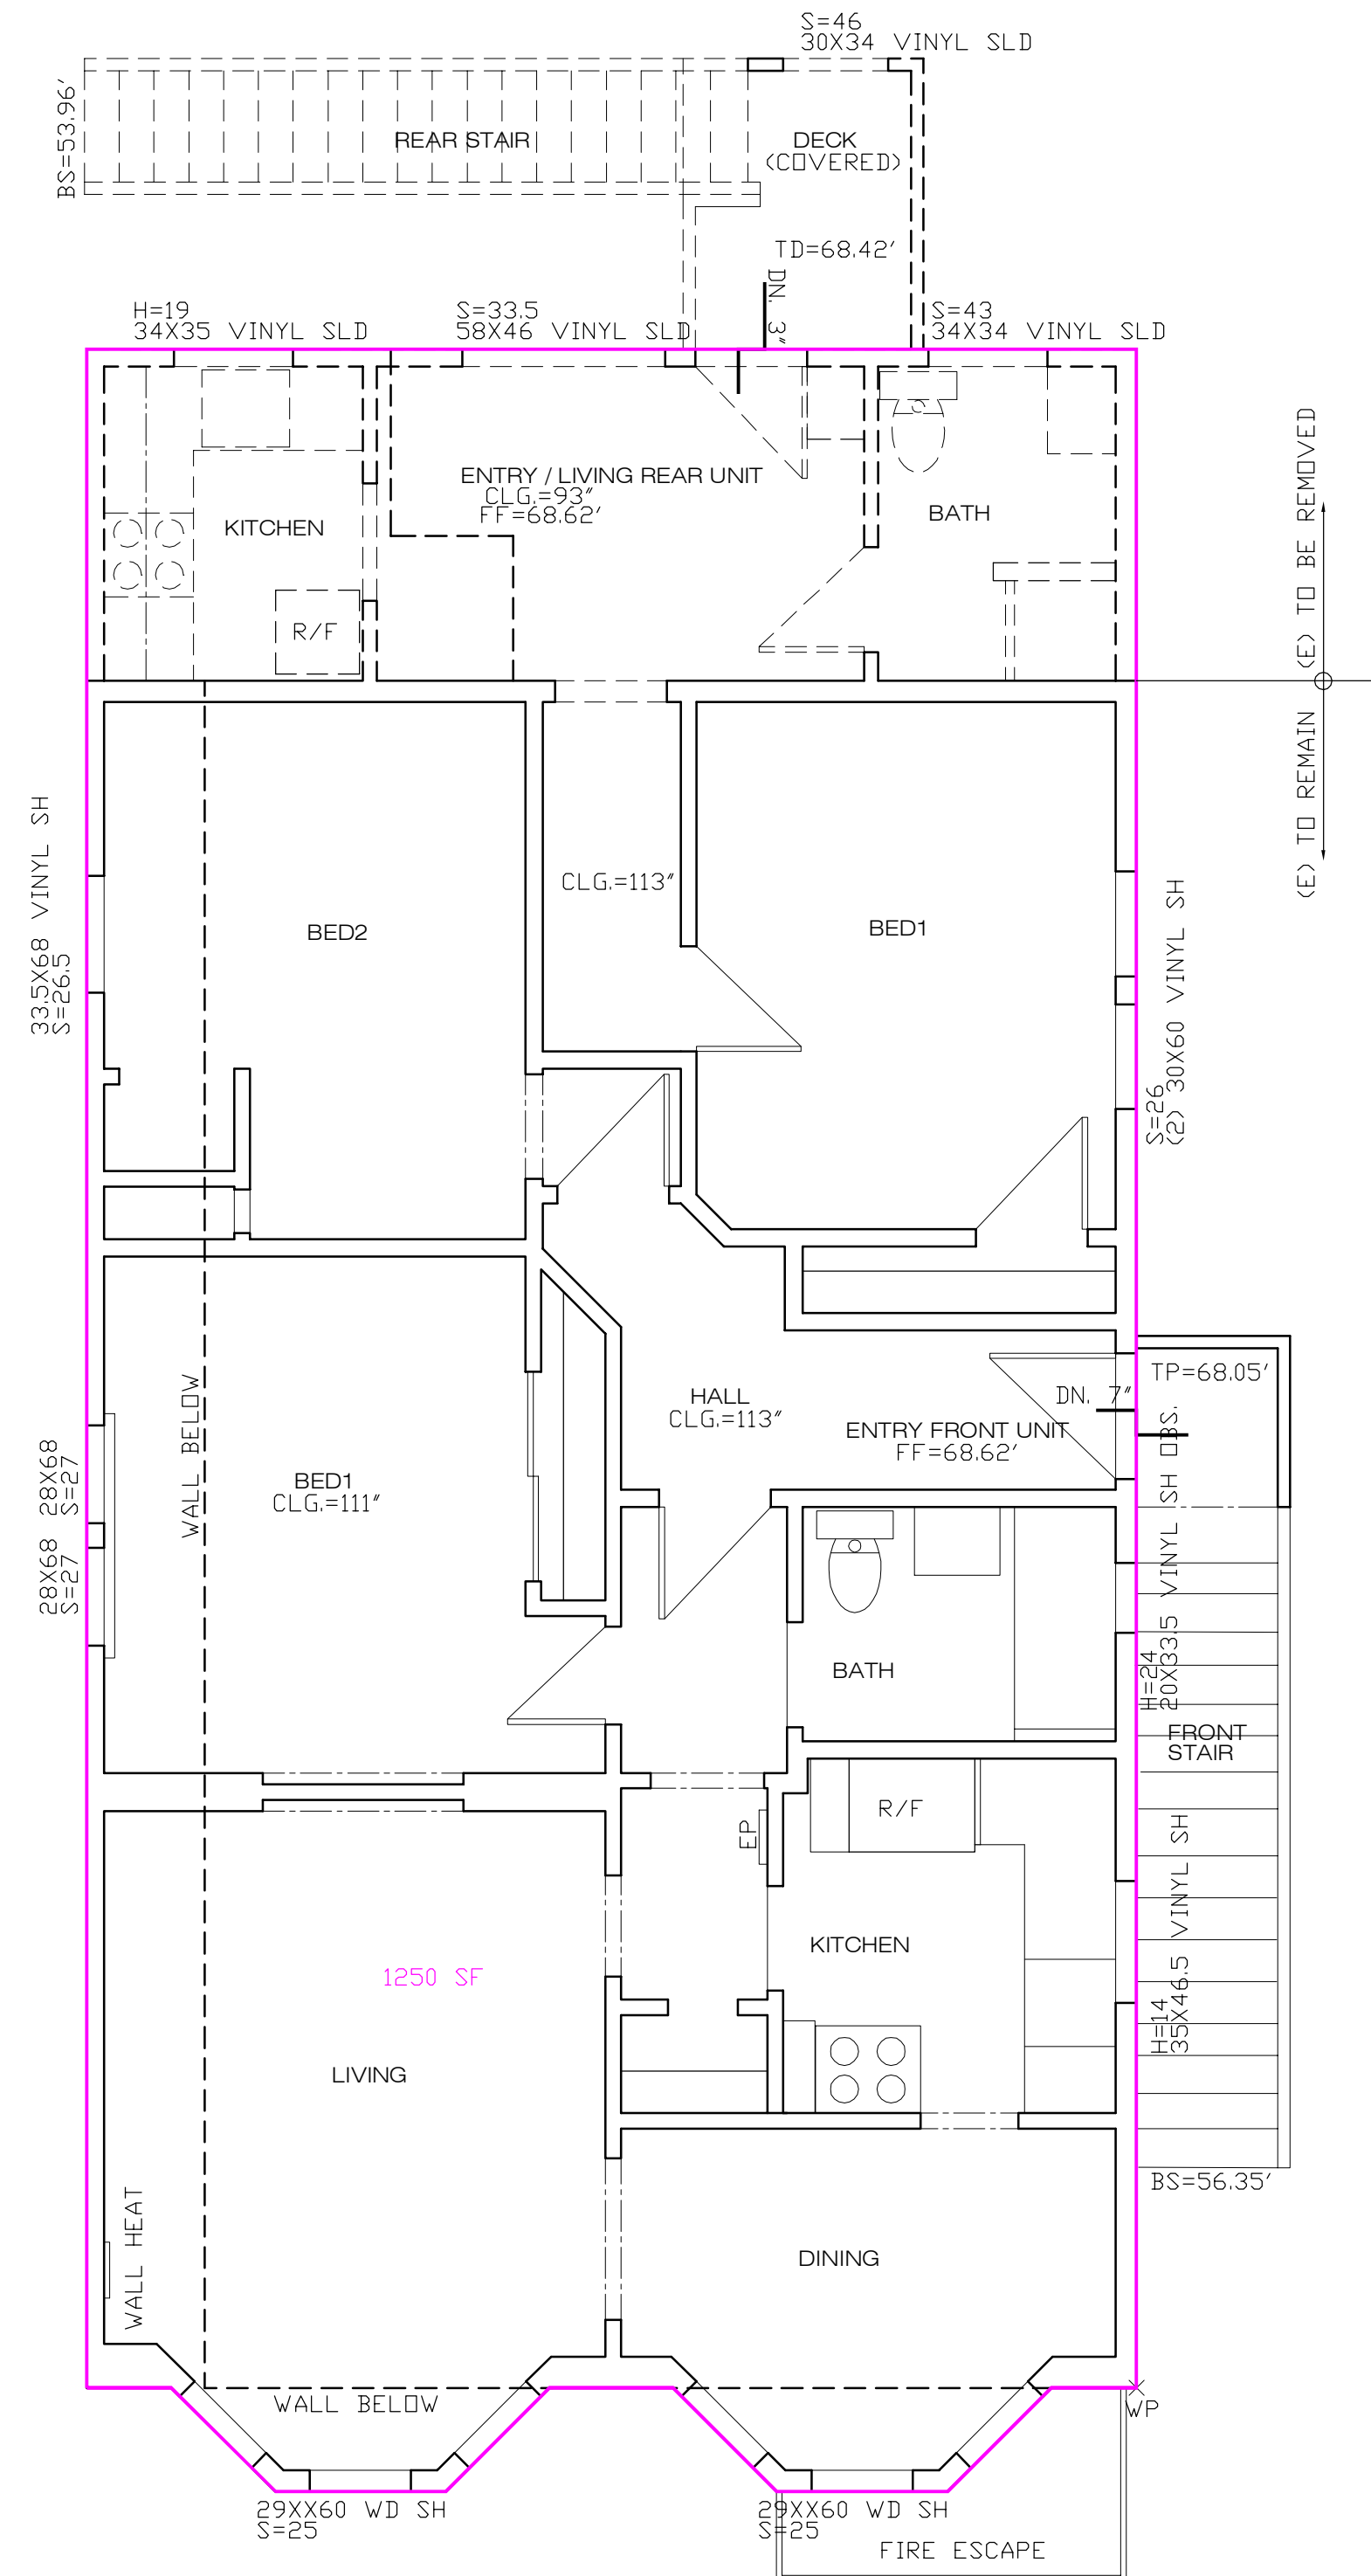 S=46
30X34 VINYL SLD
BS=53.96'
REAR STAIR
DECK
(COVERED)
TD=68.42'
DN. 3"
H=19
34X35 VINYL SLD
S=33.5
58X46 VINYL SLD
S=43
34X34 VINYL SLD
ENTRY / LIVING REAR UNIT
CLG.=93"
FF=68.62'
KITCHEN
BATH
R/F
(E) TO BE REMOVED
(E) TO REMAIN
33.5X68 VINYL SH
S=26.5
CLG.=113"
BED2
BED1
S=26
(2) 30X60 VINYL SH
WALL BELOW
HALL
CLG.=113"
ENTRY FRONT UNIT
FF=68.62'
DN. 7"
TP=68.05'
28X68
S=27
28X68
S=27
BED1
CLG.=111"
BATH
H=24
20X33.5 VINYL SH OBS.
FRONT
STAIR
R/F
EP
KITCHEN
1250 SF
H=14
35X46.5 VINYL SH
LIVING
BS=56.35'
WALL HEAT
DINING
WALL BELOW
WP
29XX60 WD SH
S=25
29XX60 WD SH
S=25
FIRE ESCAPE